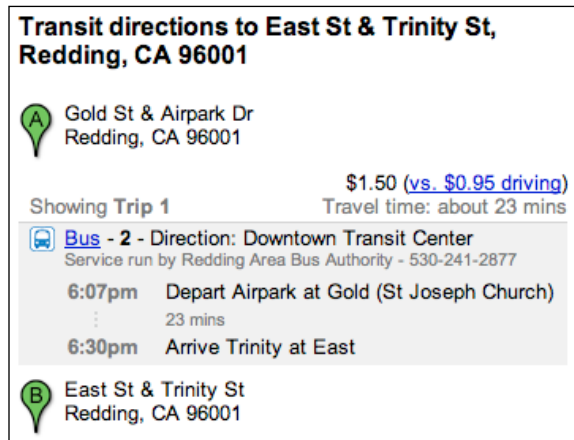 Transit directions to East St & Trinity St,
Redding, CA 96001
A
Gold St & Airpark Dr
Redding, CA 96001
$1.50 (vs. $0.95 driving)
Showing Trip 1 Travel time: about 23 mins
Bus - 2 - Direction: Downtown Transit Center
Service run by Redding Area Bus Authority - 530-241-2877
6:07pm Depart Airpark at Gold (St Joseph Church)
23 mins
6:30pm Arrive Trinity at East
B
East St & Trinity St
Redding, CA 96001